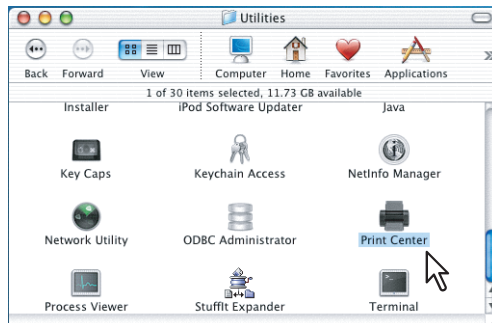 Utilities
Back Forward View Computer Home Favorites Applications
1 of 30 items selected, 11.73 GB available
Installer iPod Software Updater Java
Key Caps Keychain Access NetInfo Manager
Network Utility ODBC Administrator Print Center
Process Viewer StuffIt Expander Terminal